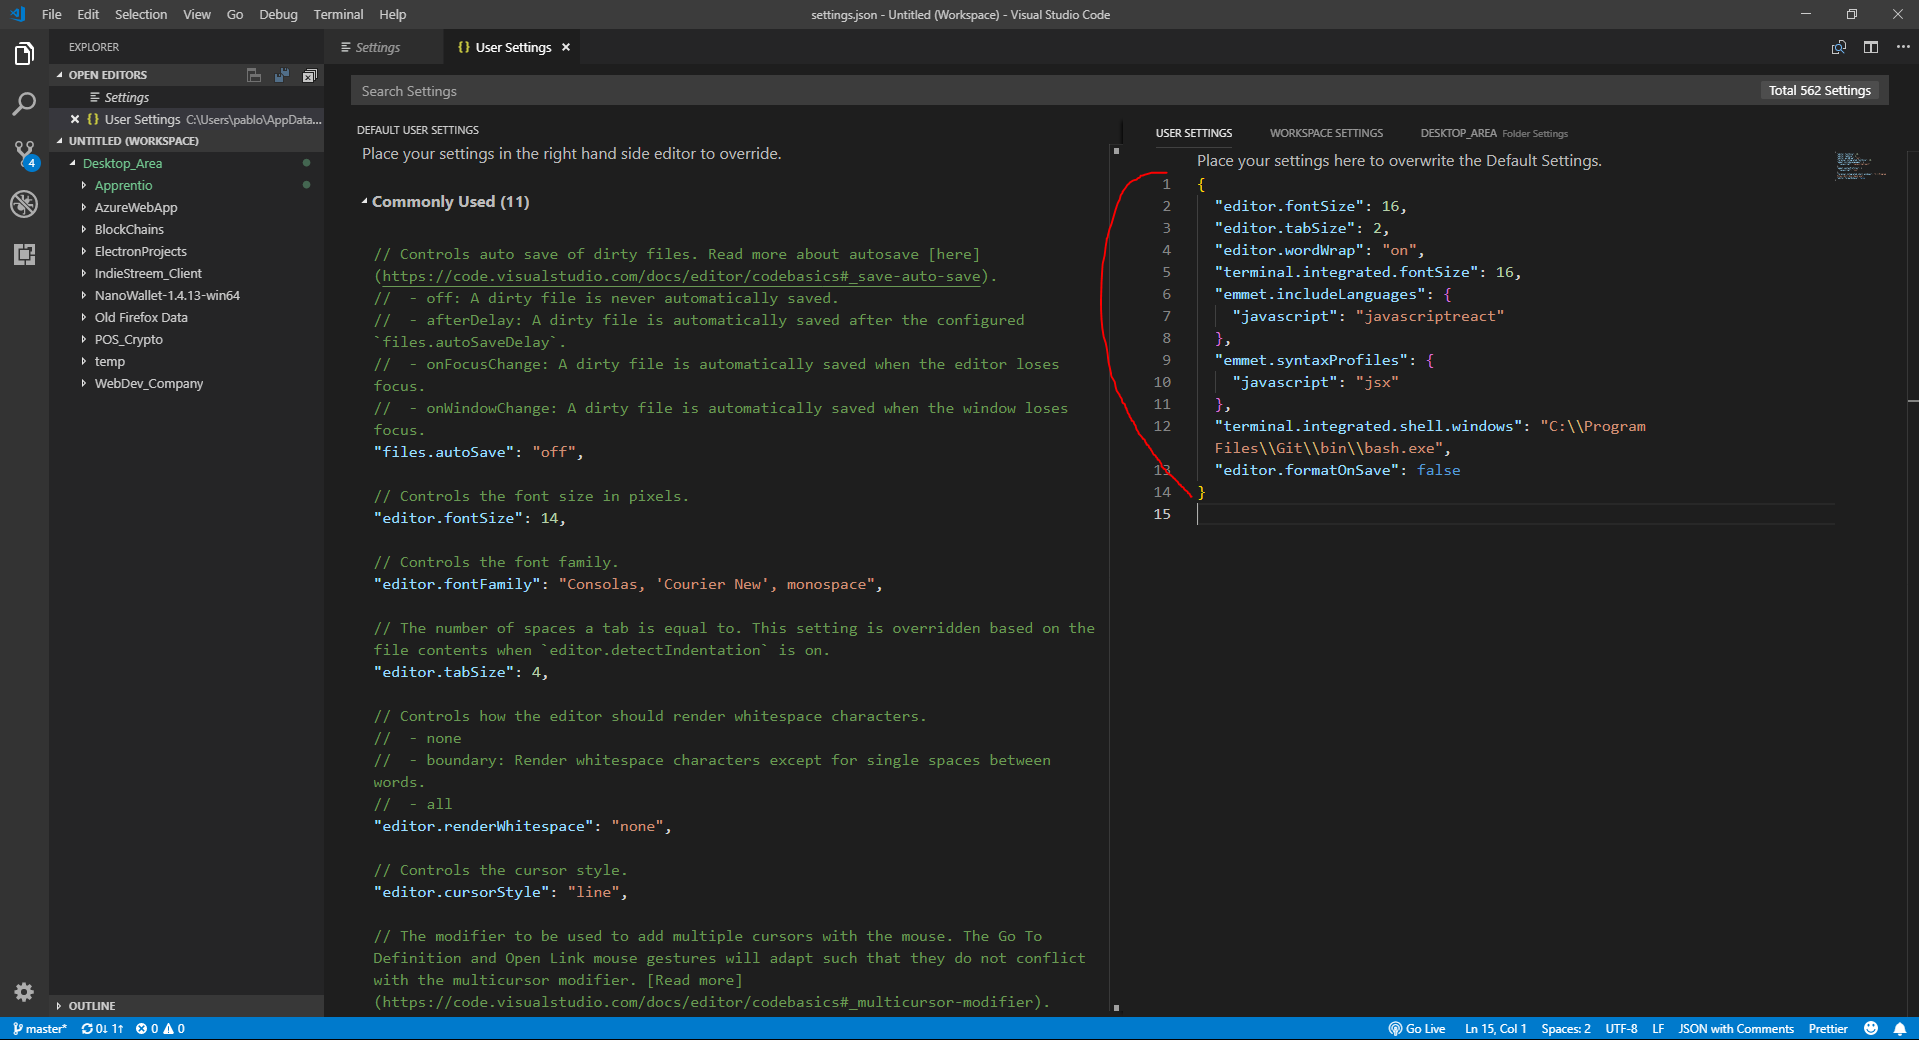 File Edit Selection View Go Debug Terminal Help
settings.json - Untitled (Workspace) - Visual Studio Code
EXPLORER
OPEN EDITORS
Settings
User Settings C:\Users\pablo\AppData...
UNTITLED (WORKSPACE)
Desktop_Area
Apprentio
AzureWebApp
BlockChains
ElectronProjects
IndieStreem_Client
NanoWallet-1.4.13-win64
Old Firefox Data
POS_Crypto
temp
WebDev_Company
OUTLINE
4
Settings
{} User Settings
Search Settings
Total 562 Settings
DEFAULT USER SETTINGS
Place your settings in the right hand side editor to override.
Commonly Used (11)
// Controls auto save of dirty files. Read more about autosave [here]
(https://code.visualstudio.com/docs/editor/codebasics#_save-auto-save).
//  - off: A dirty file is never automatically saved.
//  - afterDelay: A dirty file is automatically saved after the configured
`files.autoSaveDelay`.
//  - onFocusChange: A dirty file is automatically saved when the editor loses
focus.
//  - onWindowChange: A dirty file is automatically saved when the window loses
focus.
"files.autoSave": "off",
// Controls the font size in pixels.
"editor.fontSize": 14,
// Controls the font family.
"editor.fontFamily": "Consolas, 'Courier New', monospace",
// The number of spaces a tab is equal to. This setting is overridden based on the
file contents when `editor.detectIndentation` is on.
"editor.tabSize": 4,
// Controls how the editor should render whitespace characters.
//  - none
//  - boundary: Render whitespace characters except for single spaces between
words.
//  - all
"editor.renderWhitespace": "none",
// Controls the cursor style.
"editor.cursorStyle": "line",
// The modifier to be used to add multiple cursors with the mouse. The Go To
Definition and Open Link mouse gestures will adapt such that they do not conflict
with the multicursor modifier. [Read more]
(https://code.visualstudio.com/docs/editor/codebasics#_multicursor-modifier).
USER SETTINGS WORKSPACE SETTINGS DESKTOP_AREA Folder Settings
Place your settings here to overwrite the Default Settings.
1 {
2 "editor.fontSize": 16,
3 "editor.tabSize": 2,
4 "editor.wordWrap": "on",
5 "terminal.integrated.fontSize": 16,
6 "emmet.includeLanguages": {
7 "javascript": "javascriptreact"
8 },
9 "emmet.syntaxProfiles": {
10 "javascript": "jsx"
11 },
12 "terminal.integrated.shell.windows": "C:\\Program
Files\\Git\\bin\\bash.exe",
13 "editor.formatOnSave": false
14 }
15
master* 0↓ 1↑ 0 0
Go Live Ln 15, Col 1 Spaces: 2 UTF-8 LF JSON with Comments Prettier